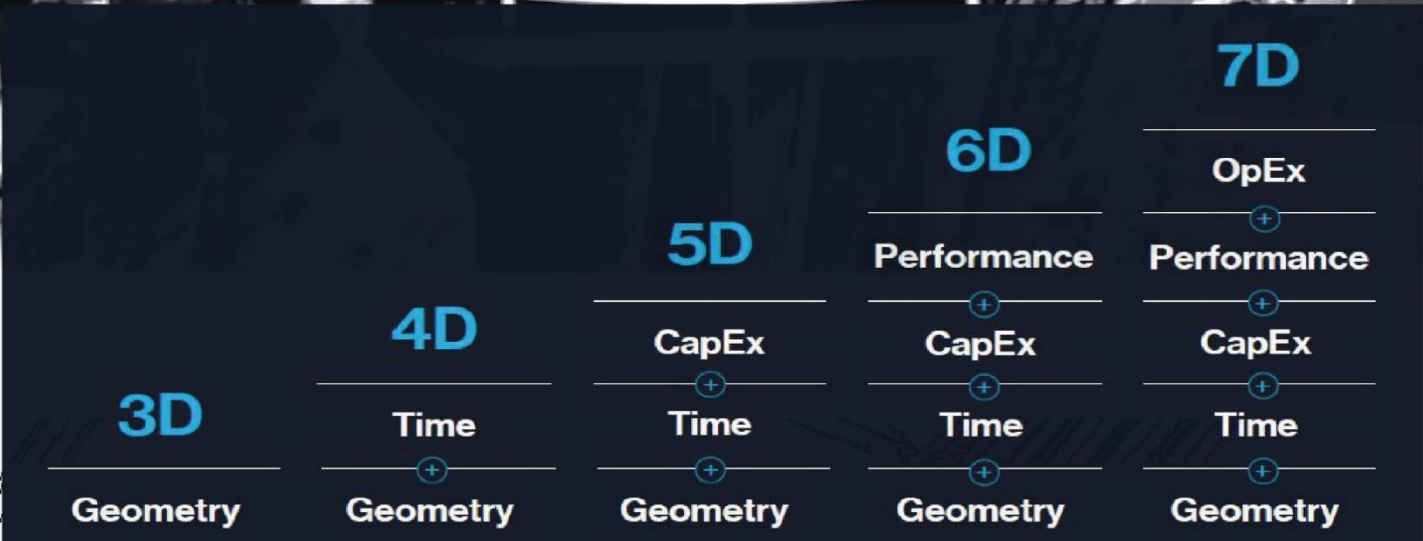 3D
Geometry
4D
Time
+
Geometry
5D
CapEx
+
Time
+
Geometry
6D
Performance
+
CapEx
+
Time
+
Geometry
7D
OpEx
+
Performance
+
CapEx
+
Time
+
Geometry